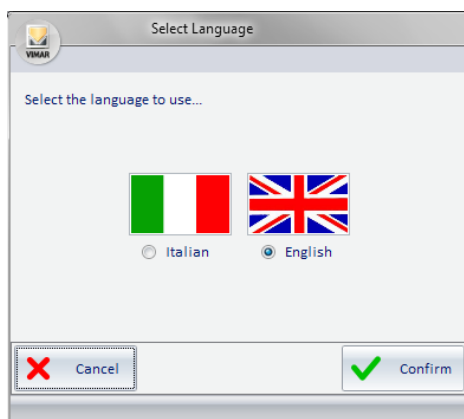 Select Language
VIMAR
Select the language to use...
Italian
English
Cancel
Confirm